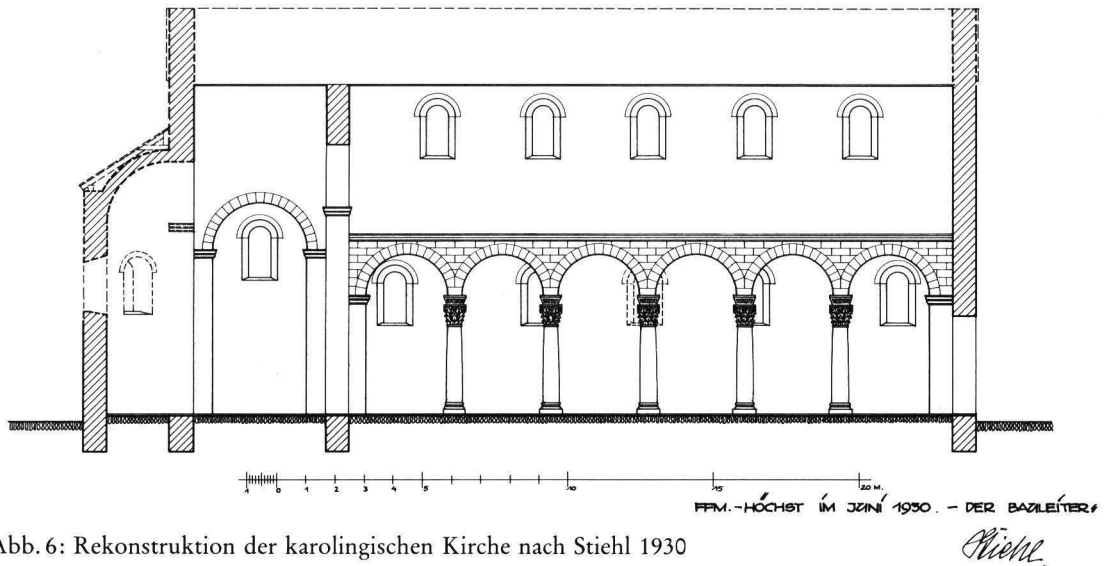 1 0 1 2 3 4 5 10 15 20 M.
FFM.-HÖCHST IM JUNI 1930. - DER BAULEITER:
Stiehl
Abb. 6: Rekonstruktion der karolingischen Kirche nach Stiehl 1930